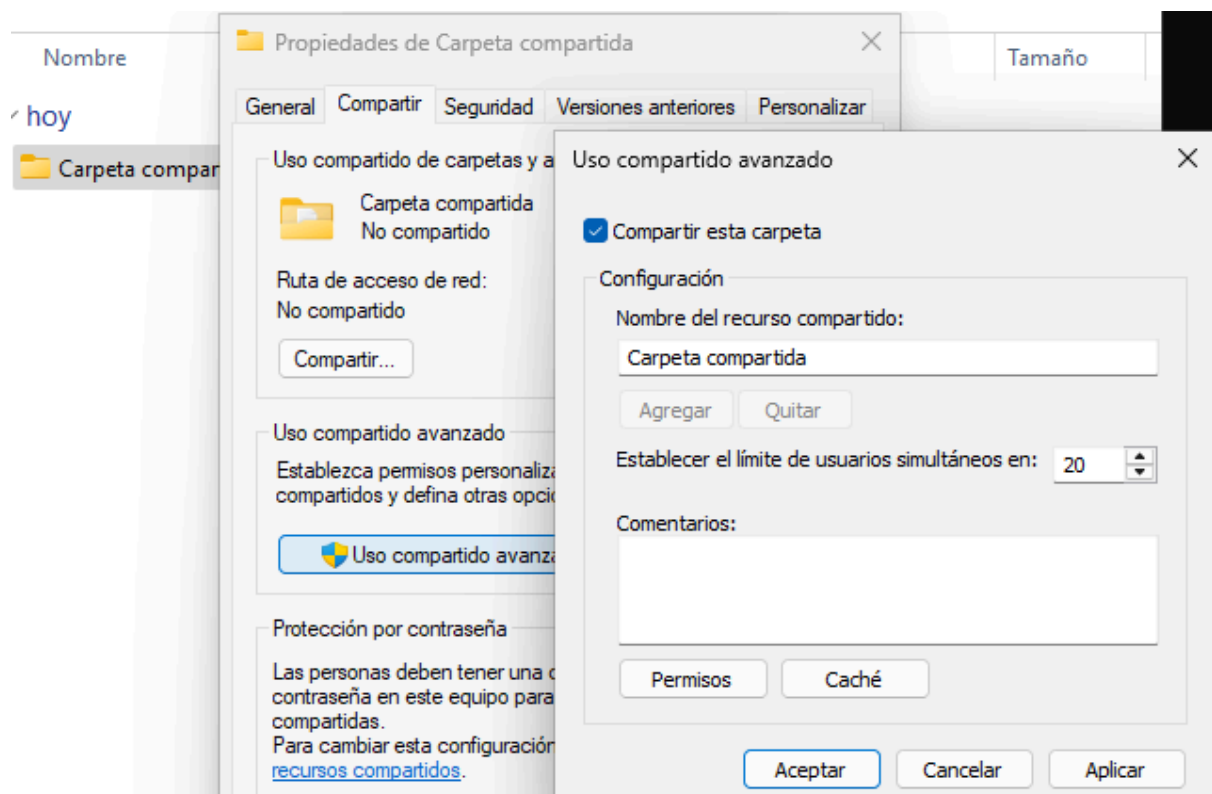 Nombre
Tamaño
hoy
Carpeta compar
Propiedades de Carpeta compartida
General Compartir Seguridad Versiones anteriores Personalizar
Uso compartido de carpetas y a
Carpeta compartida
No compartido
Ruta de acceso de red:
No compartido
Compartir...
Uso compartido avanzado
Establezca permisos personaliza
compartidos y defina otras opcio
Uso compartido avanza
Protección por contraseña
Las personas deben tener una c
contraseña en este equipo para
compartidas.
Para cambiar esta configuración
recursos compartidos.
Uso compartido avanzado
Compartir esta carpeta
Configuración
Nombre del recurso compartido:
Carpeta compartida
Agregar Quitar
Establecer el límite de usuarios simultáneos en: 20
Comentarios:
Permisos Caché
Aceptar Cancelar Aplicar